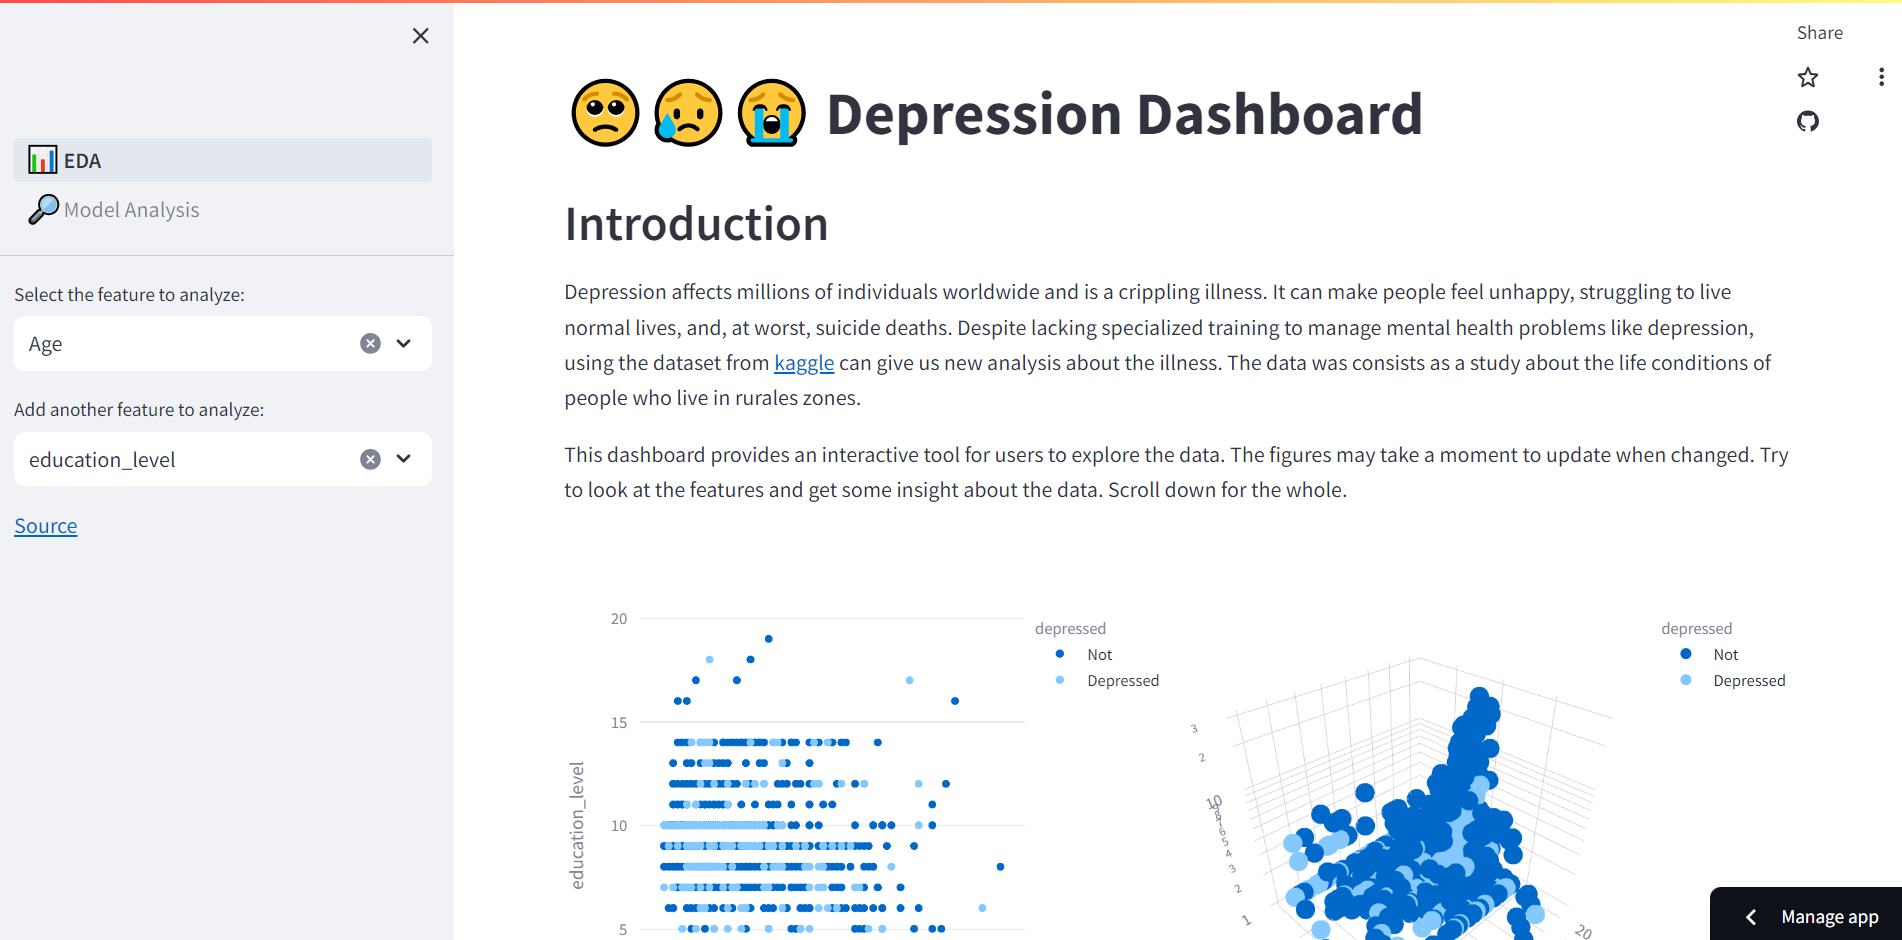 Share
EDA
Model Analysis
Select the feature to analyze:
Age
Add another feature to analyze:
education_level
Source
Depression Dashboard
Introduction
Depression affects millions of individuals worldwide and is a crippling illness. It can make people feel unhappy, struggling to live
normal lives, and, at worst, suicide deaths. Despite lacking specialized training to manage mental health problems like depression,
using the dataset from kaggle can give us new analysis about the illness. The data was consists as a study about the life conditions of
people who live in rurales zones.
This dashboard provides an interactive tool for users to explore the data. The figures may take a moment to update when changed. Try
to look at the features and get some insight about the data. Scroll down for the whole.
20
15
10
5
education_level
depressed
Not
Depressed
3
2
5
4
3
2
1
20
depressed
Not
Depressed
Manage app